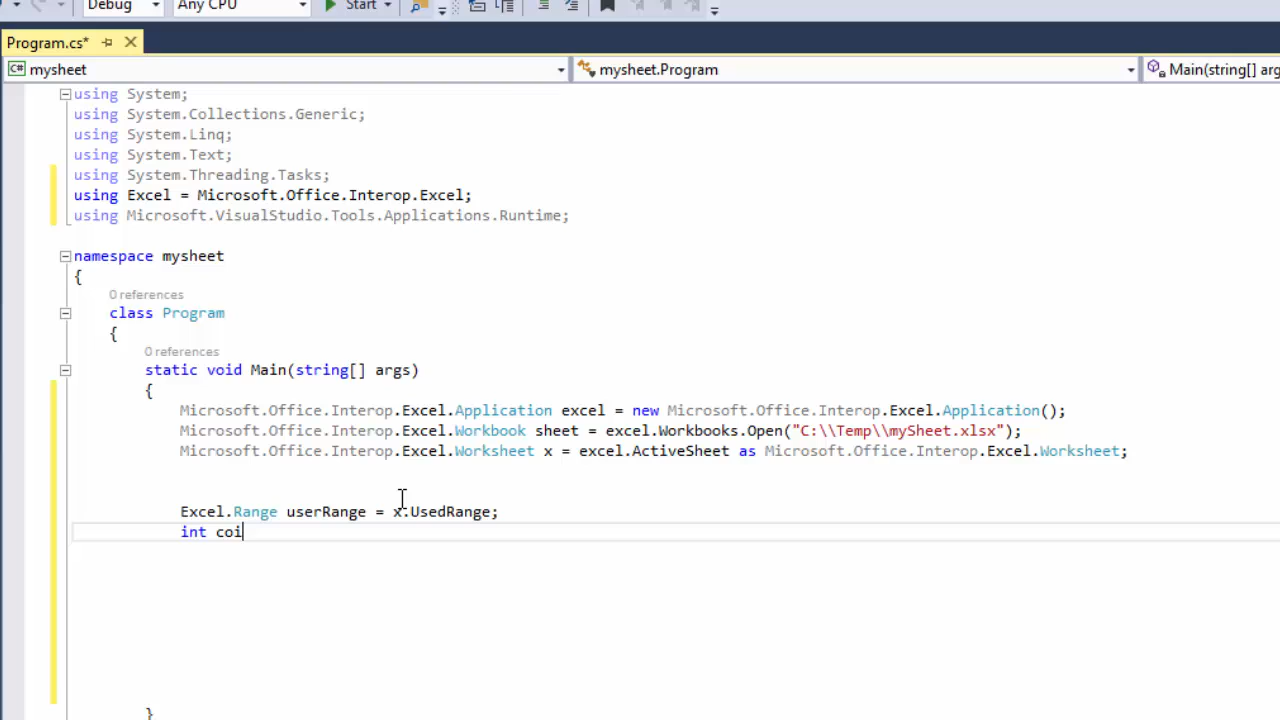 Debug Any CPU Start
Program.cs*
C# mysheet mysheet.Program Main(string[] arg
using System;
using System.Collections.Generic;
using System.Linq;
using System.Text;
using System.Threading.Tasks;
using Excel = Microsoft.Office.Interop.Excel;
using Microsoft.VisualStudio.Tools.Applications.Runtime;
namespace mysheet
{
0 references
class Program
{
0 references
static void Main(string[] args)
{
Microsoft.Office.Interop.Excel.Application excel = new Microsoft.Office.Interop.Excel.Application();
Microsoft.Office.Interop.Excel.Workbook sheet = excel.Workbooks.Open("C:\\Temp\\mySheet.xlsx");
Microsoft.Office.Interop.Excel.Worksheet x = excel.ActiveSheet as Microsoft.Office.Interop.Excel.Worksheet;
Excel.Range userRange = x.UsedRange;
int coi
}